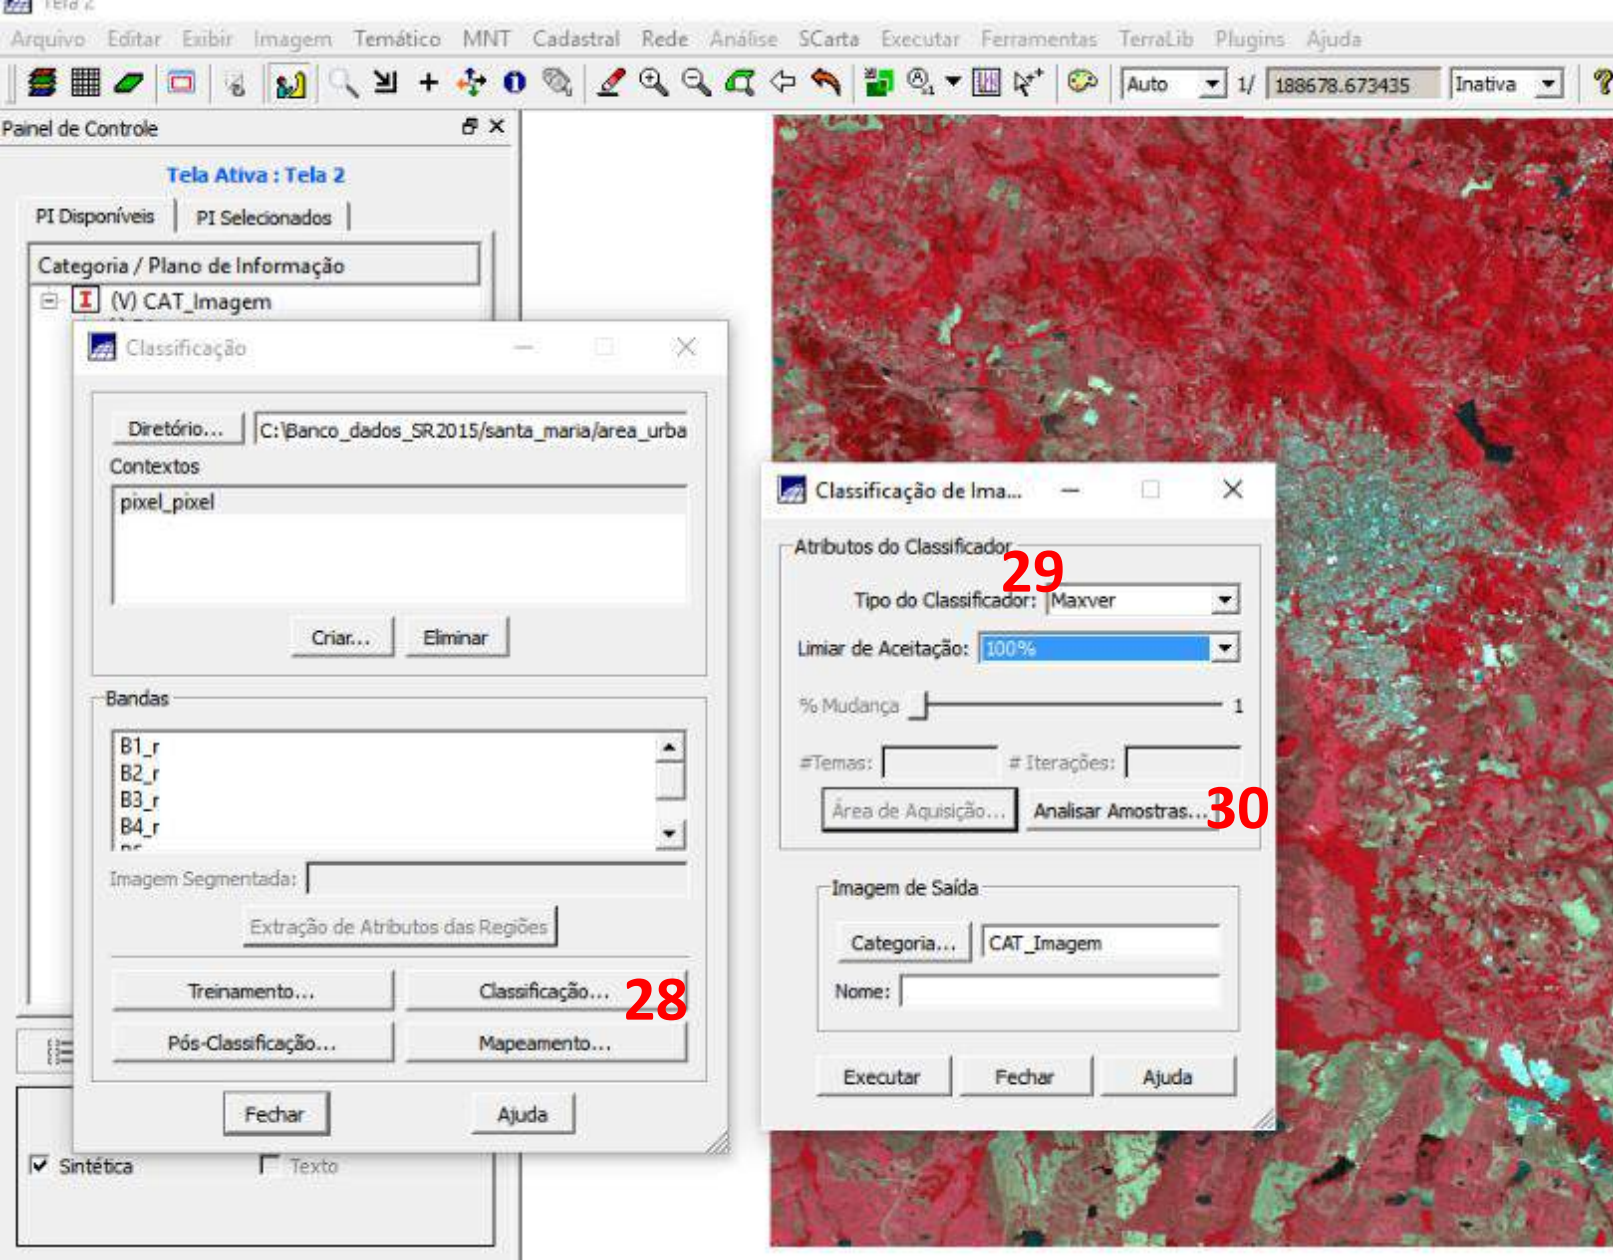 Tela 2
Arquivo Editar Exibir Imagem Temático MNT Cadastral Rede Análise SCarta Executar Ferramentas TerraLib Plugins Ajuda
Auto 1/ 188678.673435 Inativa
Painel de Controle
Tela Ativa : Tela 2
PI Disponíveis PI Selecionados
Categoria / Plano de Informação
(V) CAT_Imagem
Classificação
Diretório... C:\Banco_dados_SR2015/santa_maria/area_urba
Contextos
pixel_pixel
Criar... Eliminar
Bandas
B1_r
B2_r
B3_r
B4_r
Imagem Segmentada:
Extração de Atributos das Regiões
Treinamento... Classificação... 28
Pós-Classificação... Mapeamento...
Fechar Ajuda
Sintética Texto
Classificação de Ima...
Atributos do Classificador
29
Tipo do Classificador: Maxver
Limiar de Aceitação: 100%
% Mudança 1
#Temas: # Iterações:
Área de Aquisição... Analisar Amostras... 30
Imagem de Saída
Categoria... CAT_Imagem
Nome:
Executar Fechar Ajuda